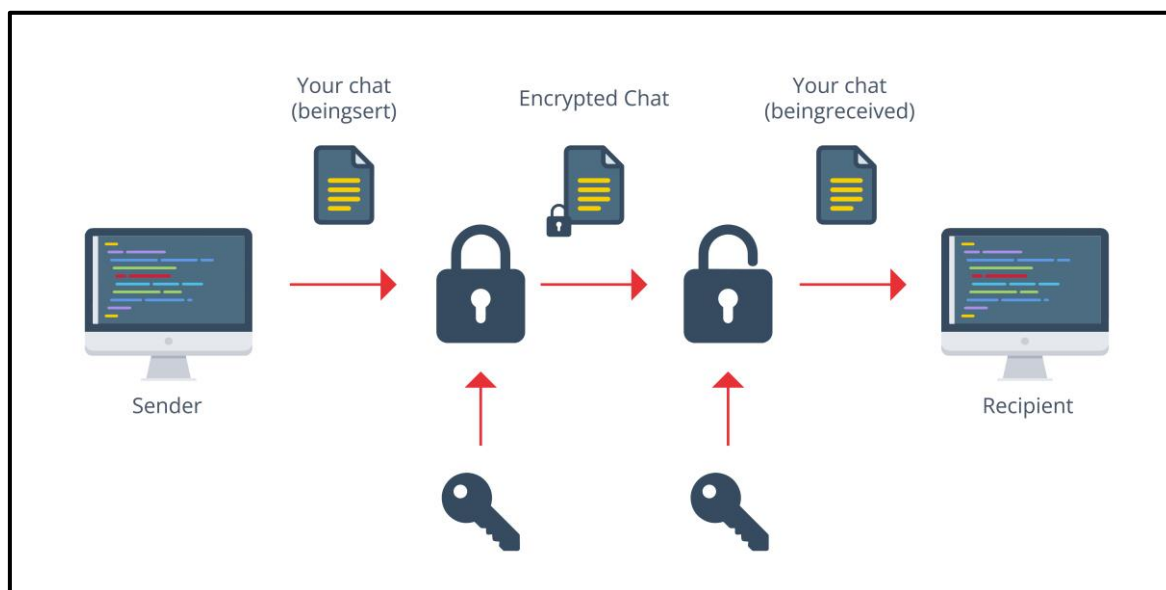 Your chat
(beingsert)
Encrypted Chat
Your chat
(beingreceived)
Sender
Recipient